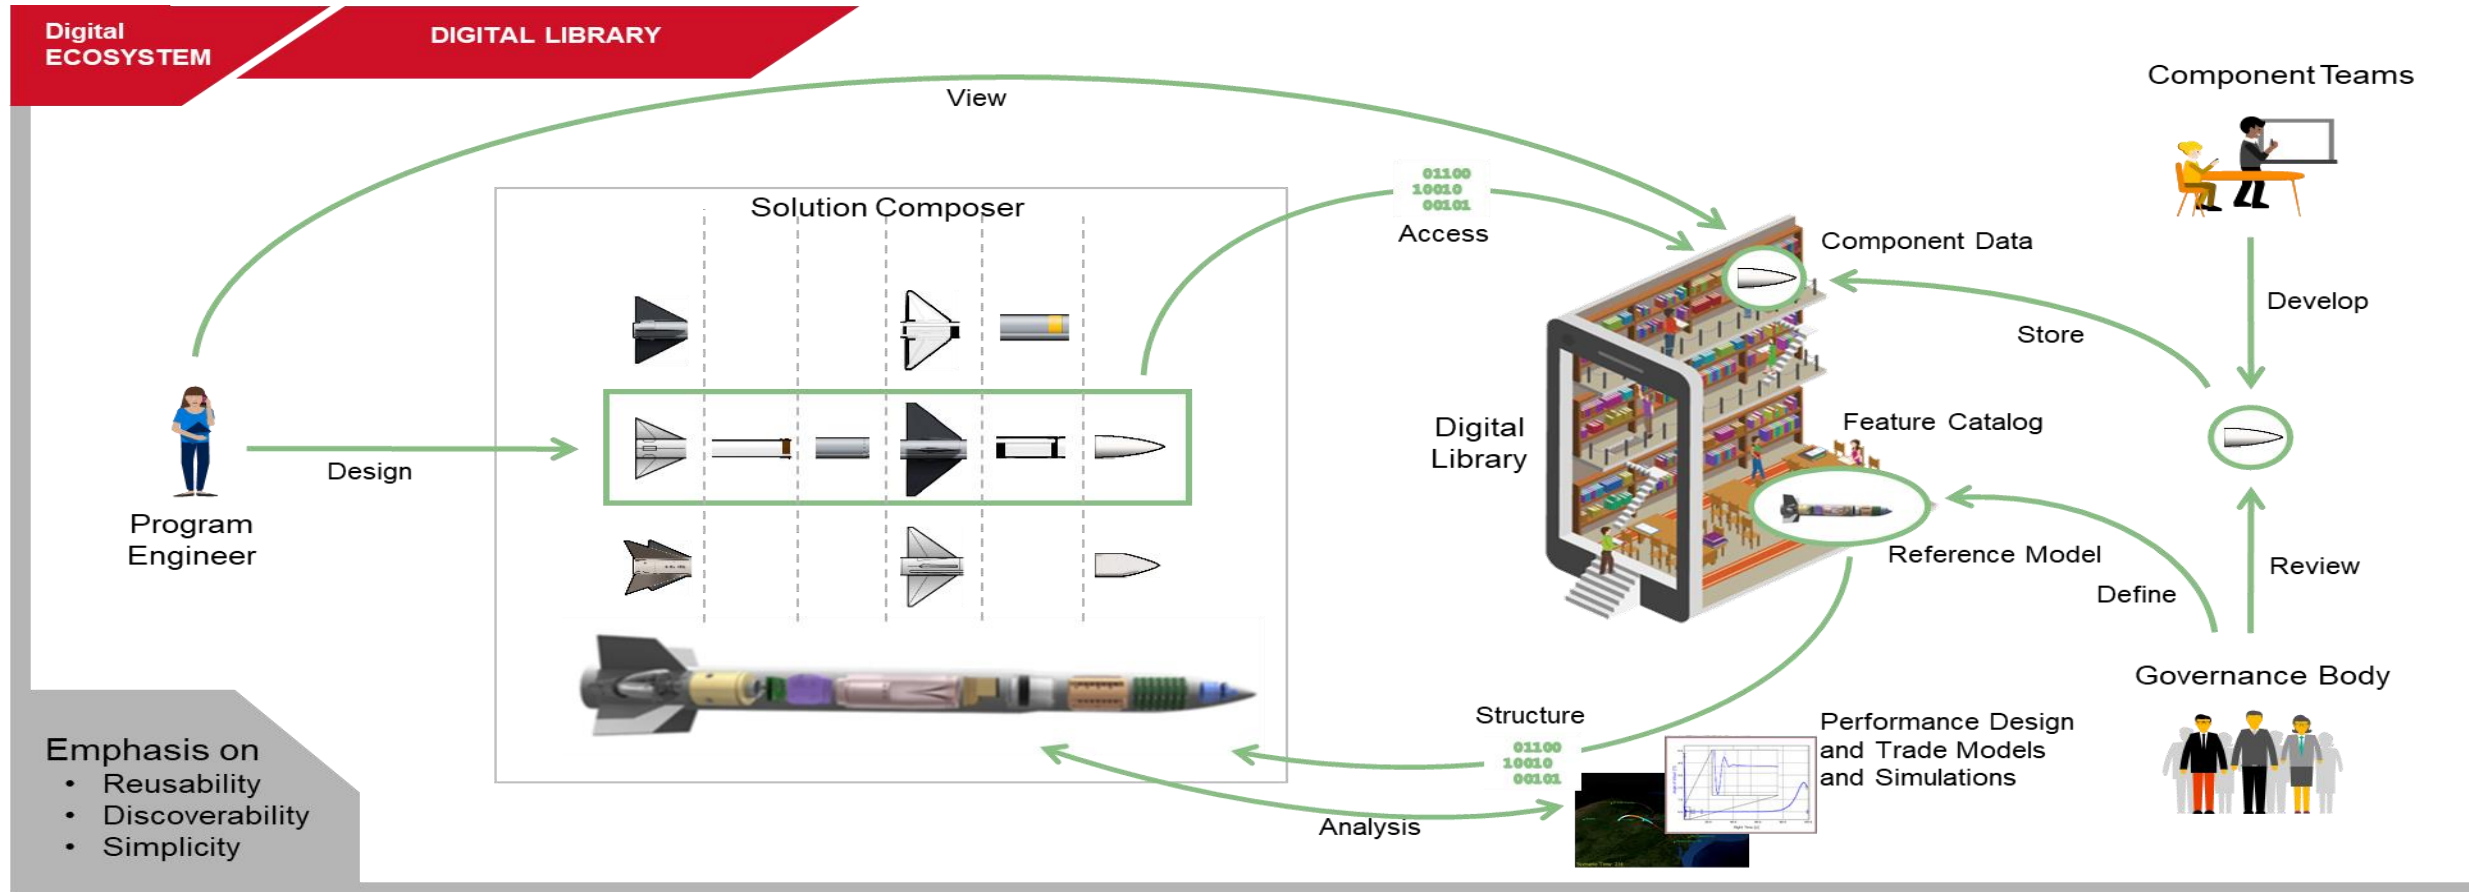 Digital
ECOSYSTEM
DIGITAL LIBRARY
View
Component Teams
Solution Composer
01100
10010
00101
Access
Component Data
Develop
Store
Digital
Library
Feature Catalog
Design
Program
Engineer
Reference Model
Define
Review
Governance Body
Structure
01100
10010
00101
Performance Design
and Trade Models
and Simulations
Analysis
Emphasis on
• Reusability
• Discoverability
• Simplicity